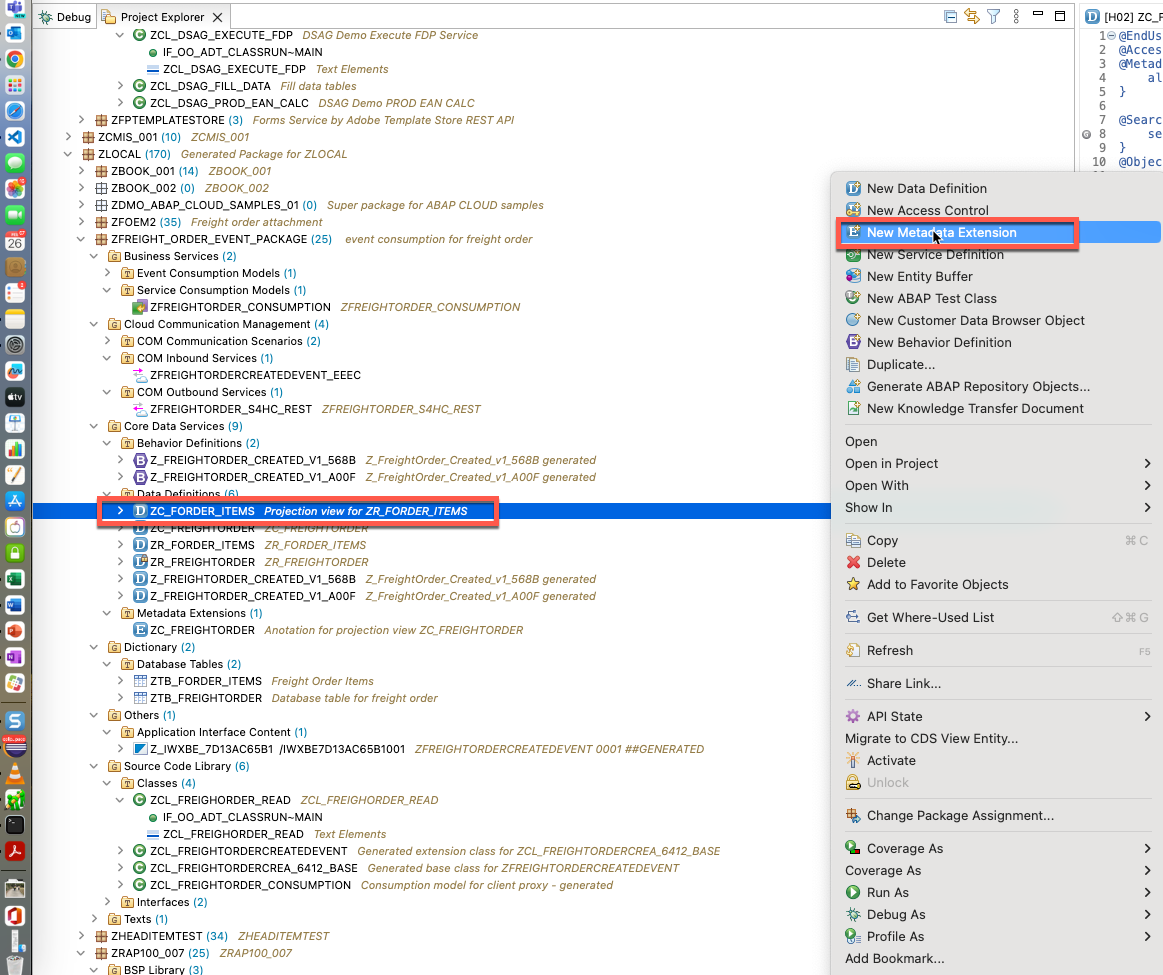 Debug
Project Explorer
[H02] ZC_F
ZCL_DSAG_EXECUTE_FDP DSAG Demo Execute FDP Service
IF_OO_ADT_CLASSRUN~MAIN
ZCL_DSAG_EXECUTE_FDP Text Elements
ZCL_DSAG_FILL_DATA Fill data tables
ZCL_DSAG_PROD_EAN_CALC DSAG Demo PROD EAN CALC
ZFPTEMPLATESTORE (3) Forms Service by Adobe Template Store REST API
ZCMIS_001 (10) ZCMIS_001
ZLOCAL (170) Generated Package for ZLOCAL
ZBOOK_001 (14) ZBOOK_001
ZBOOK_002 (0) ZBOOK_002
ZDMO_ABAP_CLOUD_SAMPLES_01 (0) Super package for ABAP CLOUD samples
ZFOEM2 (35) Freight order attachment
ZFREIGHT_ORDER_EVENT_PACKAGE (25) event consumption for freight order
Business Services (2)
Event Consumption Models (1)
Service Consumption Models (1)
ZFREIGHTORDER_CONSUMPTION ZFREIGHTORDER_CONSUMPTION
Cloud Communication Management (4)
COM Communication Scenarios (2)
COM Inbound Services (1)
ZFREIGHTORDERCREATEDEVENT_EEEC
COM Outbound Services (1)
ZFREIGHTORDER_S4HC_REST ZFREIGHTORDER_S4HC_REST
Core Data Services (9)
Behavior Definitions (2)
Z_FREIGHTORDER_CREATED_V1_568B Z_FreightOrder_Created_v1_568B generated
Z_FREIGHTORDER_CREATED_V1_A00F Z_FreightOrder_Created_v1_A00F generated
Data Definitions (6)
ZC_FORDER_ITEMS Projection view for ZR_FORDER_ITEMS
ZC_FREIGHTORDER ZC_FREIGHTORDER
ZR_FORDER_ITEMS ZR_FORDER_ITEMS
ZR_FREIGHTORDER ZR_FREIGHTORDER
Z_FREIGHTORDER_CREATED_V1_568B Z_FreightOrder_Created_v1_568B generated
Z_FREIGHTORDER_CREATED_V1_A00F Z_FreightOrder_Created_v1_A00F generated
Metadata Extensions (1)
ZC_FREIGHTORDER Anotation for projection view ZC_FREIGHTORDER
Dictionary (2)
Database Tables (2)
ZTB_FORDER_ITEMS Freight Order Items
ZTB_FREIGHTORDER Database table for freight order
Others (1)
Application Interface Content (1)
Z_IWXBE_7D13AC65B1 /IWXBE7D13AC65B1001 ZFREIGHTORDERCREATEDEVENT 0001 ##GENERATED
Source Code Library (6)
Classes (4)
ZCL_FREIGHORDER_READ ZCL_FREIGHORDER_READ
IF_OO_ADT_CLASSRUN~MAIN
ZCL_FREIGHORDER_READ Text Elements
ZCL_FREIGHTORDERCREATEDEVENT Generated extension class for ZCL_FREIGHTORDERCREA_6412_BASE
ZCL_FREIGHTORDERCREA_6412_BASE Generated base class for ZFREIGHTORDERCREATEDEVENT
ZCL_FREIGHTORDER_CONSUMPTION Consumption model for client proxy - generated
Interfaces (2)
Texts (1)
ZHEADITEMTEST (34) ZHEADITEMTEST
ZRAP100_007 (25) ZRAP100_007
BSP Library (3)
1 @EndUs
2 @Acces
3 @Metad
4 al
5 }
6
7 @Searc
8 se
9 }
10 @Objec
New Data Definition
New Access Control
New Metadata Extension
New Service Definition
New Entity Buffer
New ABAP Test Class
New Customer Data Browser Object
New Behavior Definition
Duplicate...
Generate ABAP Repository Objects...
New Knowledge Transfer Document
Open
Open in Project
Open With
Show In
Copy ⌘ C
Delete
Add to Favorite Objects
Get Where-Used List ⇧⌘ G
Refresh F5
Share Link...
API State
Migrate to CDS View Entity...
Activate
Unlock
Change Package Assignment...
Coverage As
Coverage As
Run As
Debug As
Profile As
Add Bookmark...
26
tv